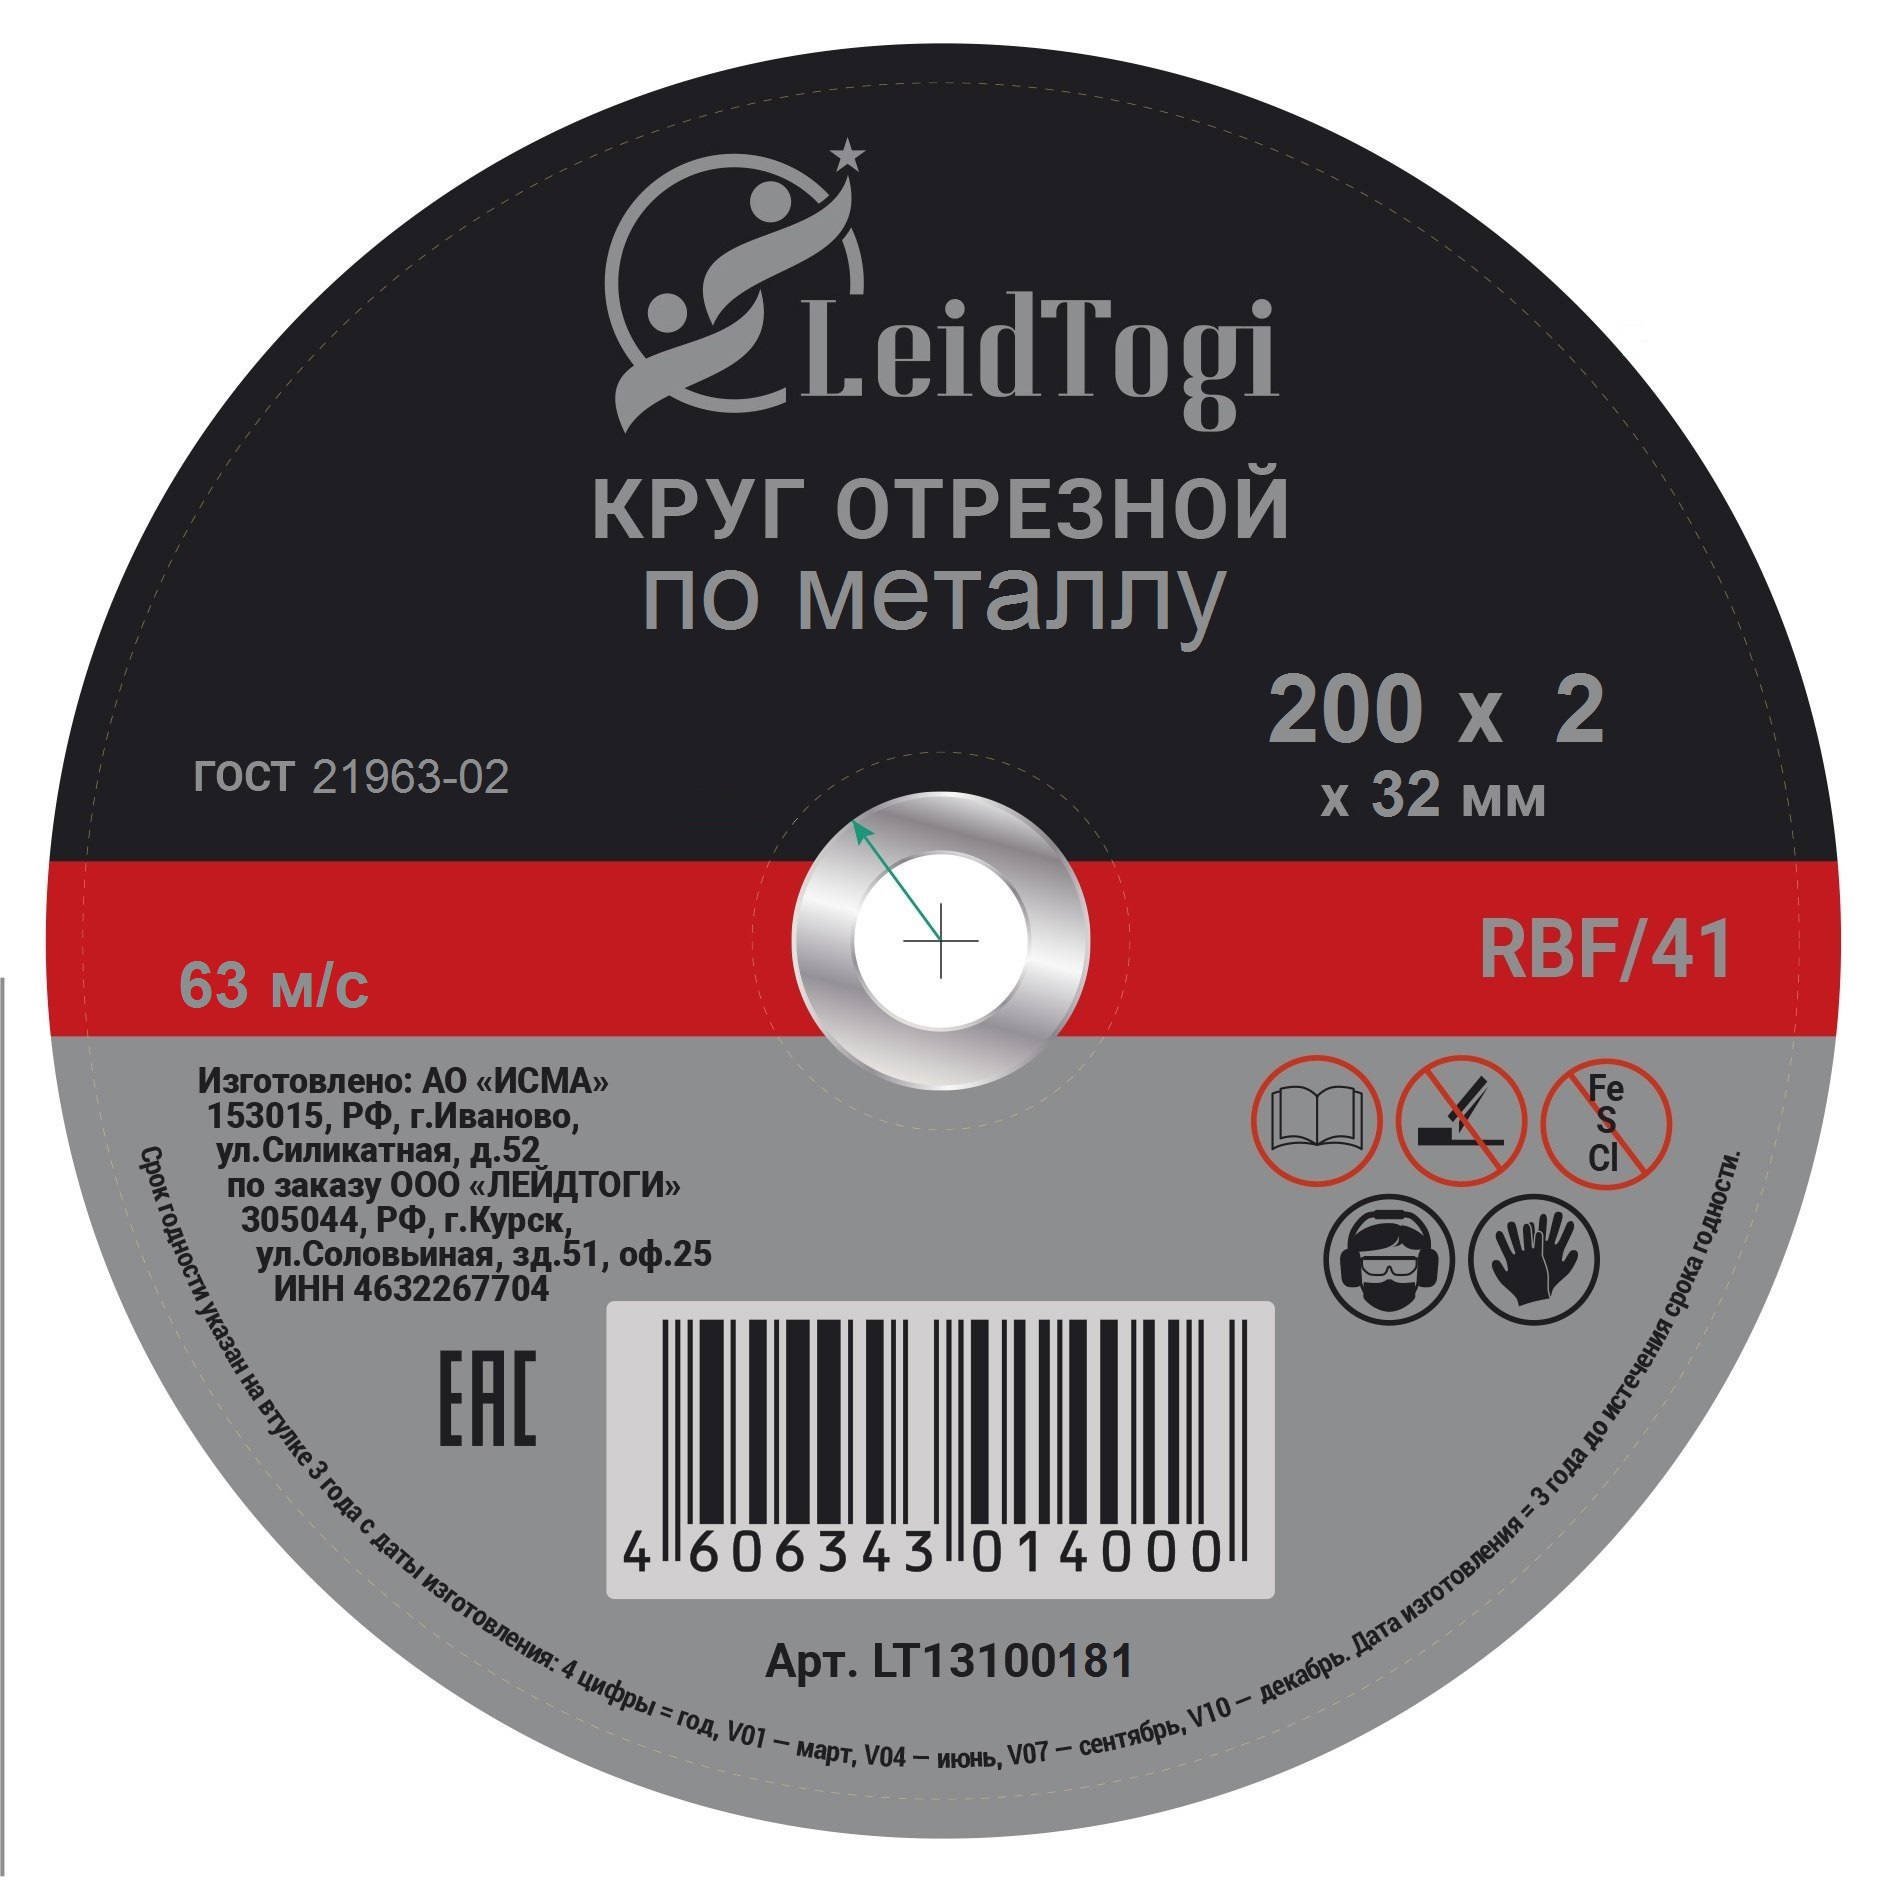 LeidTogi
КРУГ ОТРЕЗНОЙ
по металлу
200 x 2
x 32 мм
ГОСТ 21963-02
63 м/с
RBF/41
Изготовлено: АО «ИСМА»
153015, РФ, г.Иваново,
ул.Силикатная, д.52
по заказу ООО «ЛЕЙДТОГИ»
305044, РФ, г.Курск,
ул.Соловьиная, зд.51, оф.25
ИНН 4632267704
Fe
S
Cl
EAC
4 606343 014000
Арт. LT13100181
Срок годности указан на втулке 3 года с даты изготовления: 4 цифры = год, V01 – март, V04 – июнь, V07 – сентябрь, V10 – декабрь. Дата изготовления = 3 года до истечения срока годности.